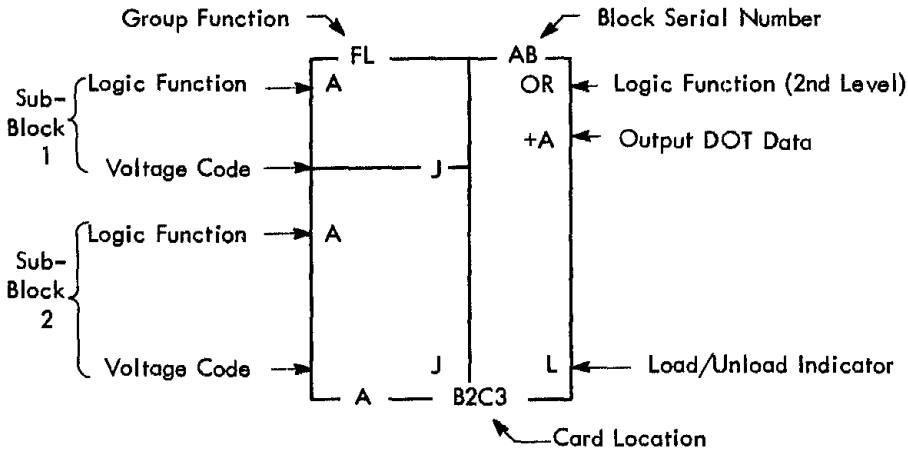 Group Function
Block Serial Number
FL
AB
Logic Function
A
OR
Logic Function (2nd Level)
Sub-
Block
1
+A
Output DOT Data
Voltage Code
J
Logic Function
A
Sub-
Block
2
Voltage Code
J
L
Load/Unload Indicator
A
B2C3
Card Location